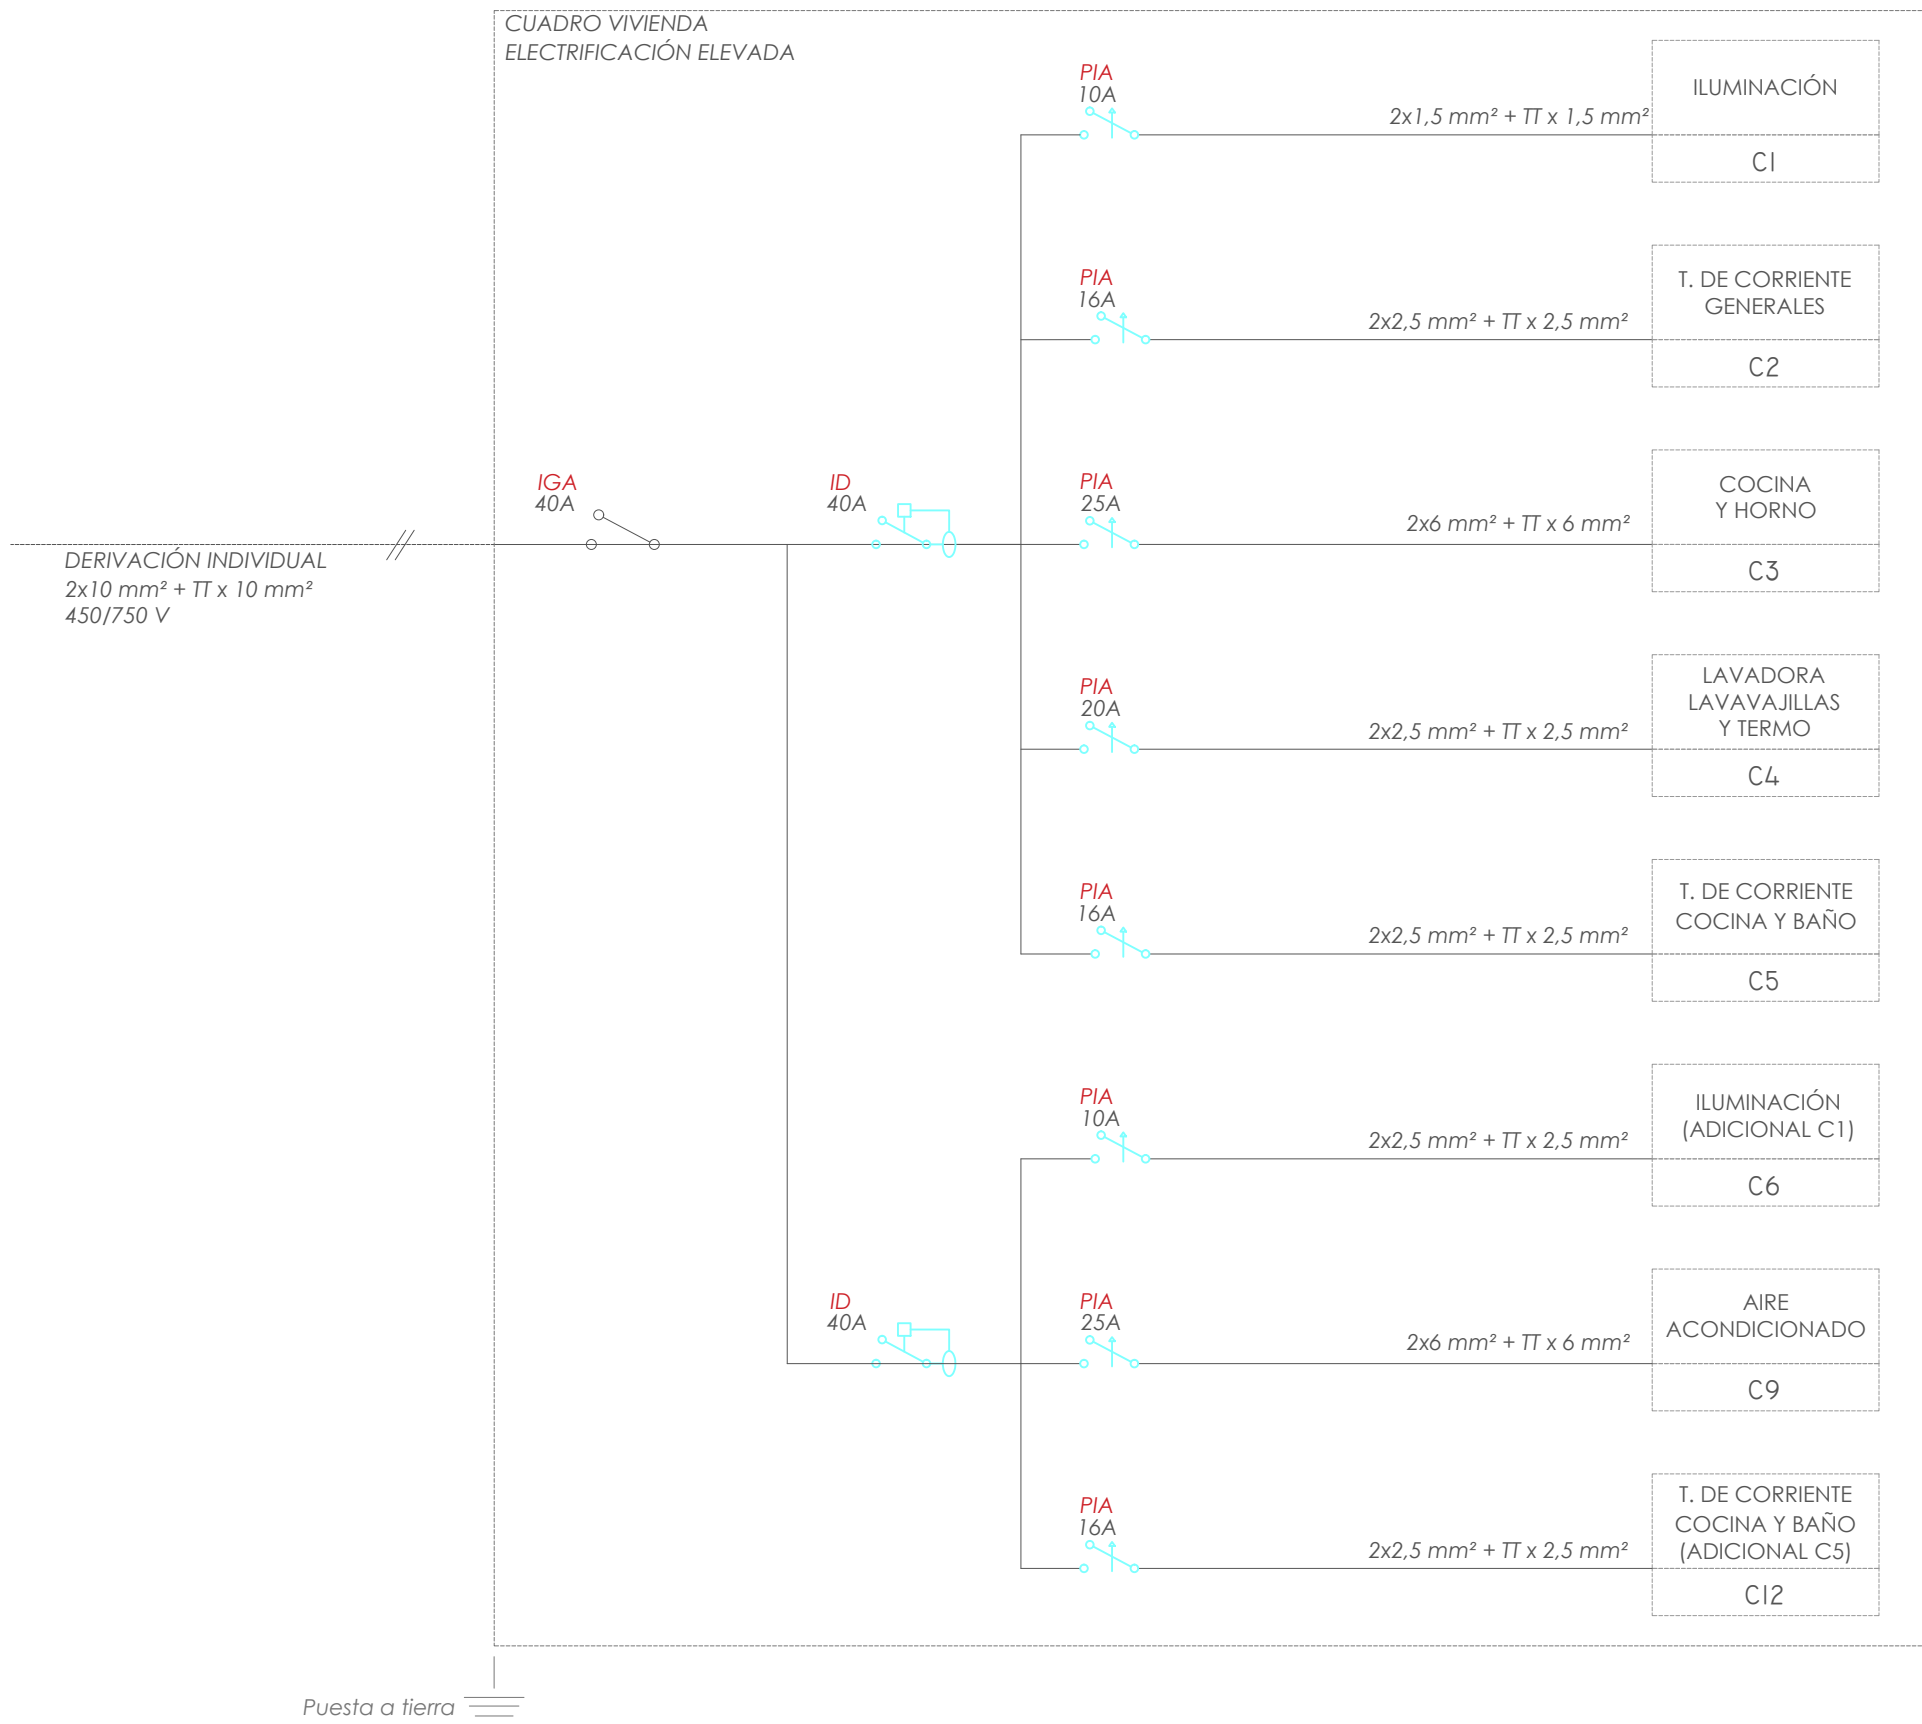 CUADRO VIVIENDA
ELECTRIFICACIÓN ELEVADA
PIA
10A
2x1,5 mm² + TT x 1,5 mm²
ILUMINACIÓN
C1
PIA
16A
2x2,5 mm² + TT x 2,5 mm²
T. DE CORRIENTE
GENERALES
C2
IGA
40A
ID
40A
PIA
25A
2x6 mm² + TT x 6 mm²
COCINA
Y HORNO
C3
DERIVACIÓN INDIVIDUAL
2x10 mm² + TT x 10 mm²
450/750 V
PIA
20A
2x2,5 mm² + TT x 2,5 mm²
LAVADORA
LAVAVAJILLAS
Y TERMO
C4
PIA
16A
2x2,5 mm² + TT x 2,5 mm²
T. DE CORRIENTE
COCINA Y BAÑO
C5
PIA
10A
2x2,5 mm² + TT x 2,5 mm²
ILUMINACIÓN
(ADICIONAL C1)
C6
ID
40A
PIA
25A
2x6 mm² + TT x 6 mm²
AIRE
ACONDICIONADO
C9
PIA
16A
2x2,5 mm² + TT x 2,5 mm²
T. DE CORRIENTE
COCINA Y BAÑO
(ADICIONAL C5)
C12
Puesta a tierra